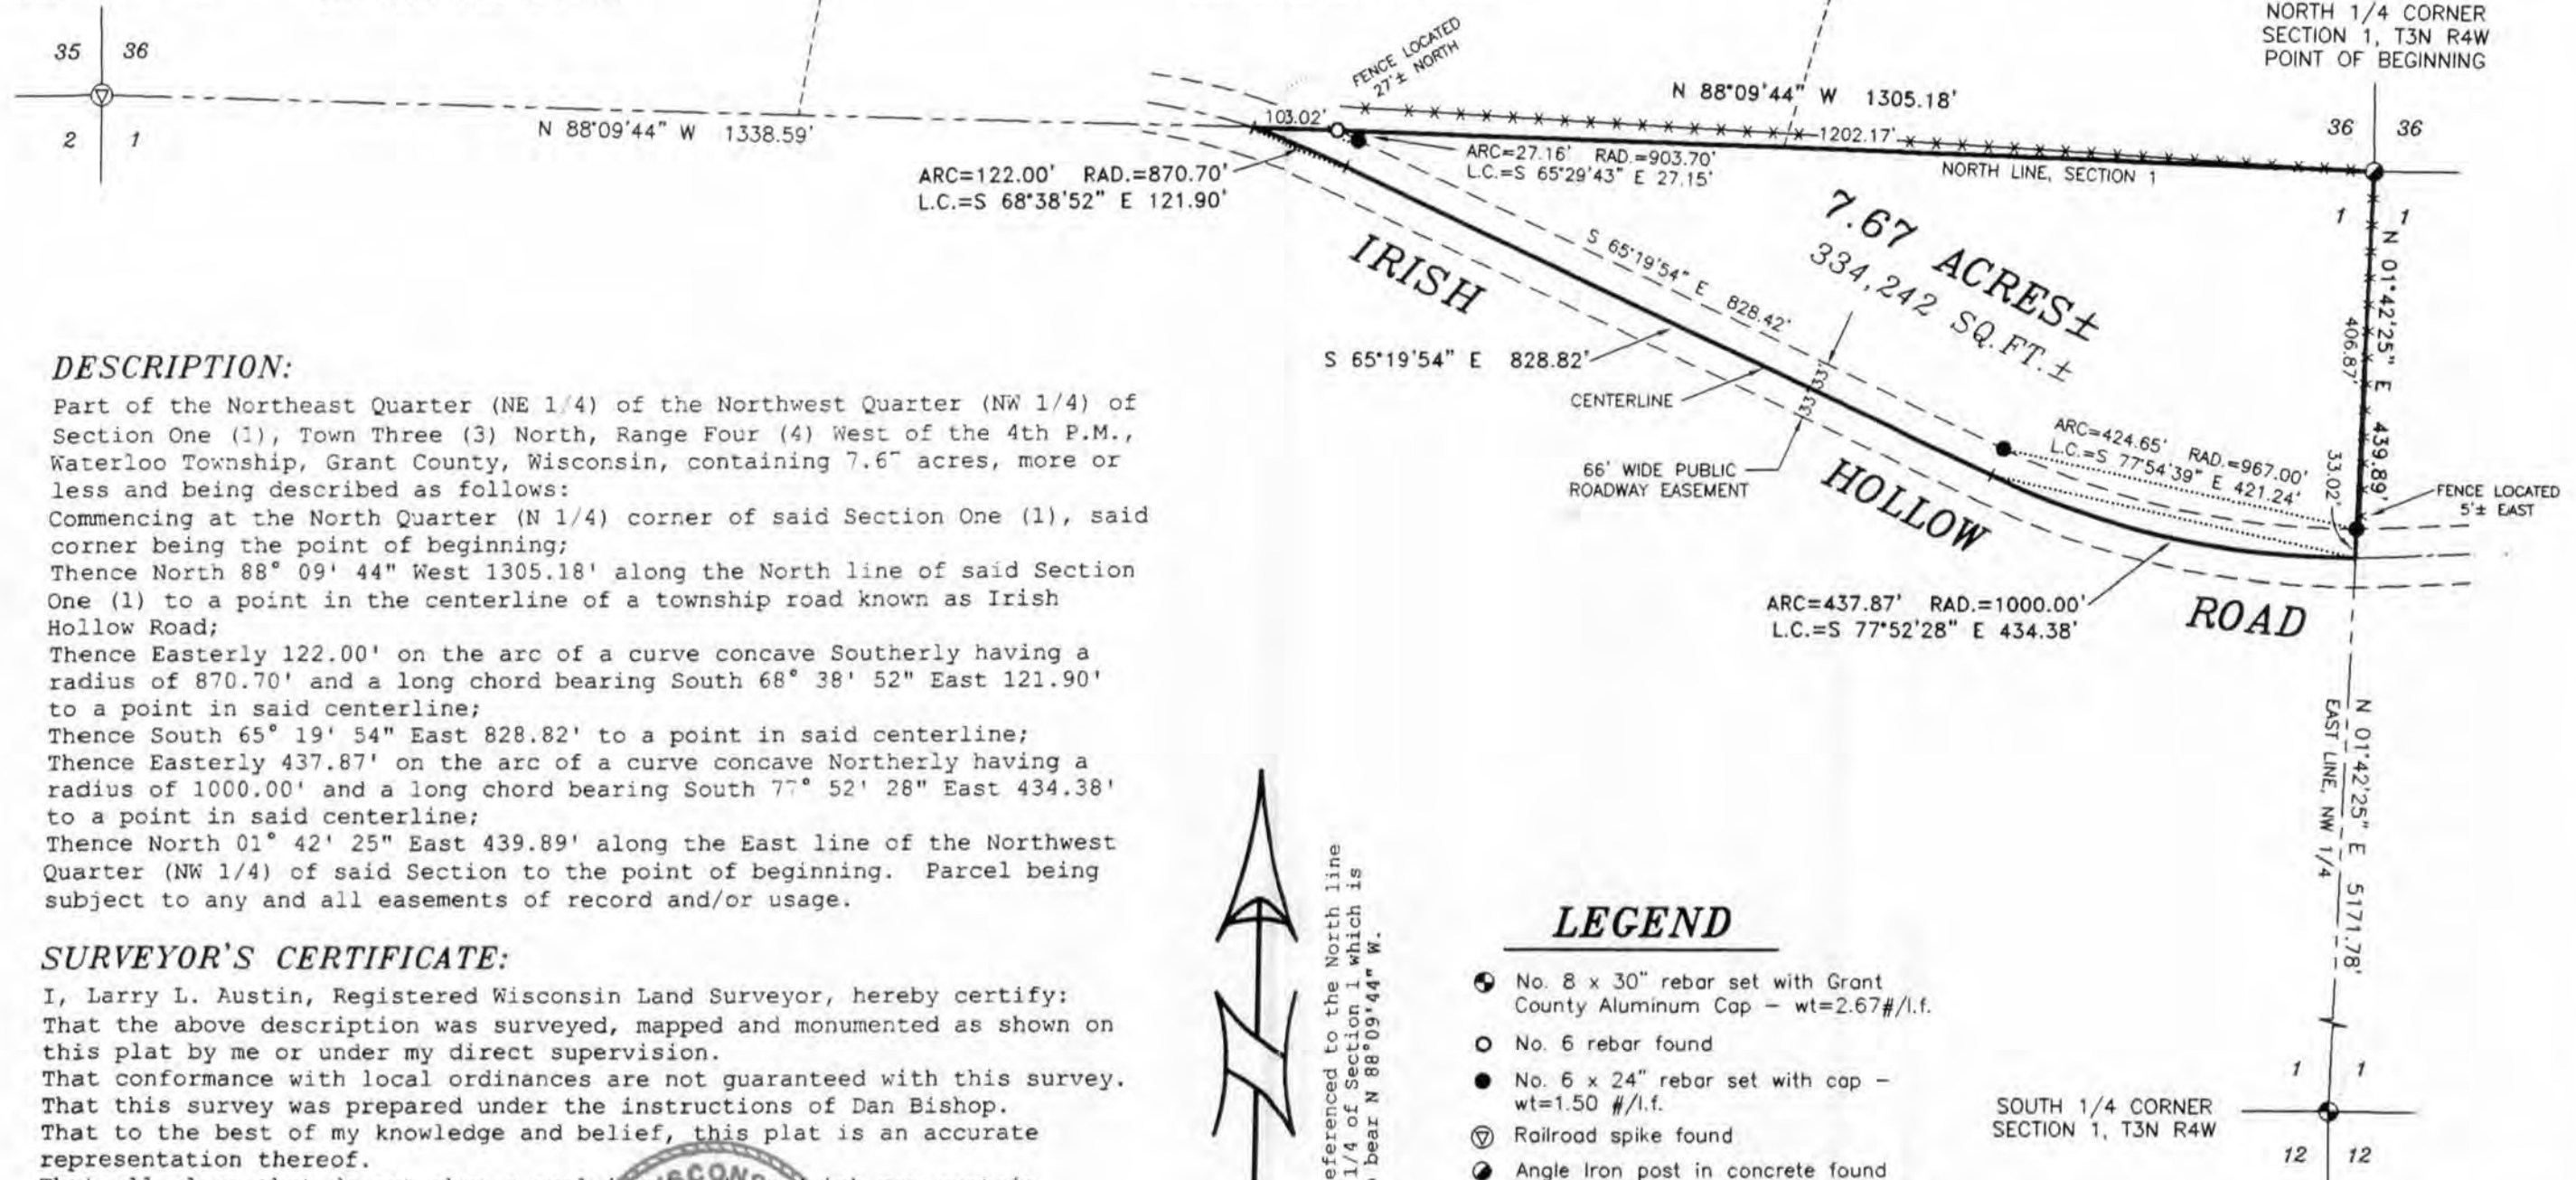 35 36
2 1
N 88°09'44" W 1338.59'
FENCE LOCATED
27'± NORTH
103.02'
N 88°09'44" W 1305.18'
1202.17'
NORTH LINE, SECTION 1
NORTH 1/4 CORNER
SECTION 1, T3N R4W
POINT OF BEGINNING
36 36
1 1
ARC=122.00' RAD.=870.70'
L.C.=S 68°38'52" E 121.90'
ARC=27.16' RAD.=903.70'
L.C.=S 65°29'43" E 27.15'
7.67 ACRES±
334,242 SQ.FT.±
N 01°42'25" E 439.89'
406.87'
33.02'
S 65°19'54" E 828.42'
IRISH
HOLLOW
ROAD
S 65°19'54" E 828.82'
CENTERLINE
33' 33'
66' WIDE PUBLIC
ROADWAY EASEMENT
ARC=424.65' RAD.=967.00'
L.C.=S 77°54'39" E 421.24'
FENCE LOCATED
5'± EAST
ARC=437.87' RAD.=1000.00'
L.C.=S 77°52'28" E 434.38'
N 01°42'25" E 5171.78'
EAST LINE, NW 1/4
DESCRIPTION:
Part of the Northeast Quarter (NE 1/4) of the Northwest Quarter (NW 1/4) of
Section One (1), Town Three (3) North, Range Four (4) West of the 4th P.M.,
Waterloo Township, Grant County, Wisconsin, containing 7.67 acres, more or
less and being described as follows:
Commencing at the North Quarter (N 1/4) corner of said Section One (1), said
corner being the point of beginning;
Thence North 88° 09' 44" West 1305.18' along the North line of said Section
One (1) to a point in the centerline of a township road known as Irish
Hollow Road;
Thence Easterly 122.00' on the arc of a curve concave Southerly having a
radius of 870.70' and a long chord bearing South 68° 38' 52" East 121.90'
to a point in said centerline;
Thence South 65° 19' 54" East 828.82' to a point in said centerline;
Thence Easterly 437.87' on the arc of a curve concave Northerly having a
radius of 1000.00' and a long chord bearing South 77° 52' 28" East 434.38'
to a point in said centerline;
Thence North 01° 42' 25" East 439.89' along the East line of the Northwest
Quarter (NW 1/4) of said Section to the point of beginning. Parcel being
subject to any and all easements of record and/or usage.
SURVEYOR'S CERTIFICATE:
I, Larry L. Austin, Registered Wisconsin Land Surveyor, hereby certify:
That the above description was surveyed, mapped and monumented as shown on
this plat by me or under my direct supervision.
That conformance with local ordinances are not guaranteed with this survey.
That this survey was prepared under the instructions of Dan Bishop.
That to the best of my knowledge and belief, this plat is an accurate
representation thereof.
eferenced to the North line
1/4 of Section 1 which is
bear N 88°09'44" W.
LEGEND
No. 8 x 30" rebar set with Grant
County Aluminum Cap – wt=2.67#/l.f.
No. 6 rebar found
No. 6 x 24" rebar set with cap –
wt=1.50 #/l.f.
Railroad spike found
Angle Iron post in concrete found
SOUTH 1/4 CORNER
SECTION 1, T3N R4W
1 1
12 12